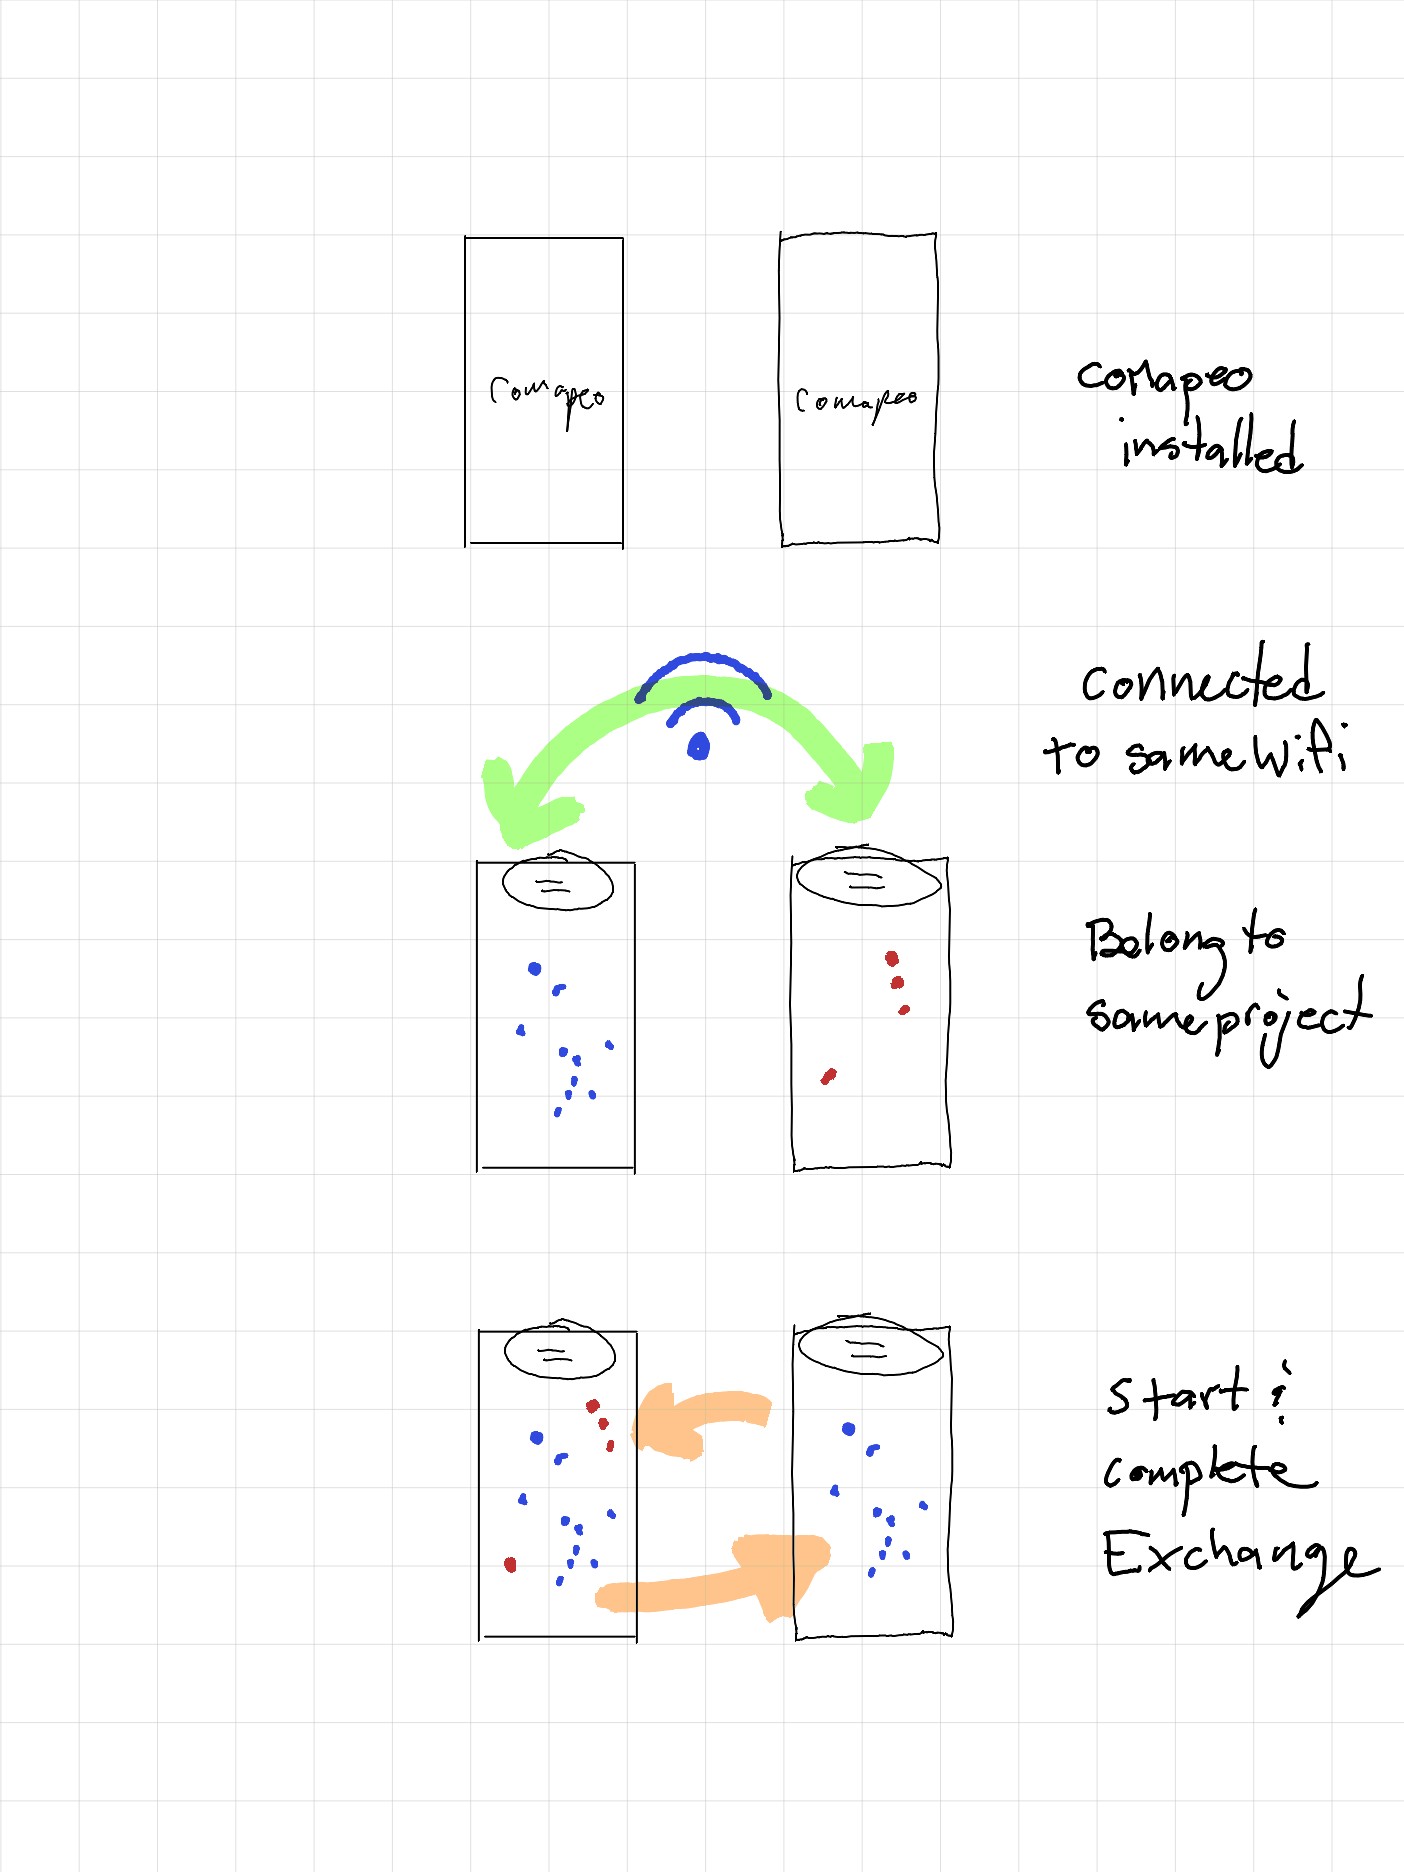 Comapeo
Comapeo
CoMapeo
installed
Connected
to same Wifi
Belong to
same project
Start &
complete
Exchange